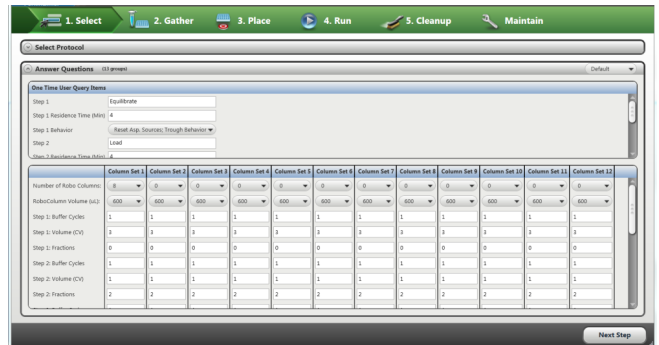 1. Select 2. Gather 3. Place 4. Run 5. Cleanup Maintain
Select Protocol
Answer Questions (13 groups) Default
One Time User Query Items
Step 1 Equilibrate
Step 1 Residence Time (Min) 4
Step 1 Behavior Reset Asp. Sources; Trough Behavior
Step 2 Load
Step 2 Residence Time (Min) 4
Column Set 1 Column Set 2 Column Set 3 Column Set 4 Column Set 5 Column Set 6 Column Set 7 Column Set 8 Column Set 9 Column Set 10 Column Set 11 Column Set 12
Number of Robo Columns: 8 0 0 0 0 0 0 0 0 0 0 0
RoboColumn Volume (uL): 600 600 600 600 600 600 600 600 600 600 600 600
Step 1: Buffer Cycles 1 1 1 1 1 1 1 1 1 1 1 1
Step 1: Volume (CV) 3 3 3 3 3 3 3 3 3 3 3 3
Step 1: Fractions 0 0 0 0 0 0 0 0 0 0 0 0
Step 2: Buffer Cycles 1 1 1 1 1 1 1 1 1 1 1 1
Step 2: Volume (CV) 1 1 1 1 1 1 1 1 1 1 1 1
Step 2: Fractions 2 2 2 2 2 2 2 2 2 2 2 2
Next Step